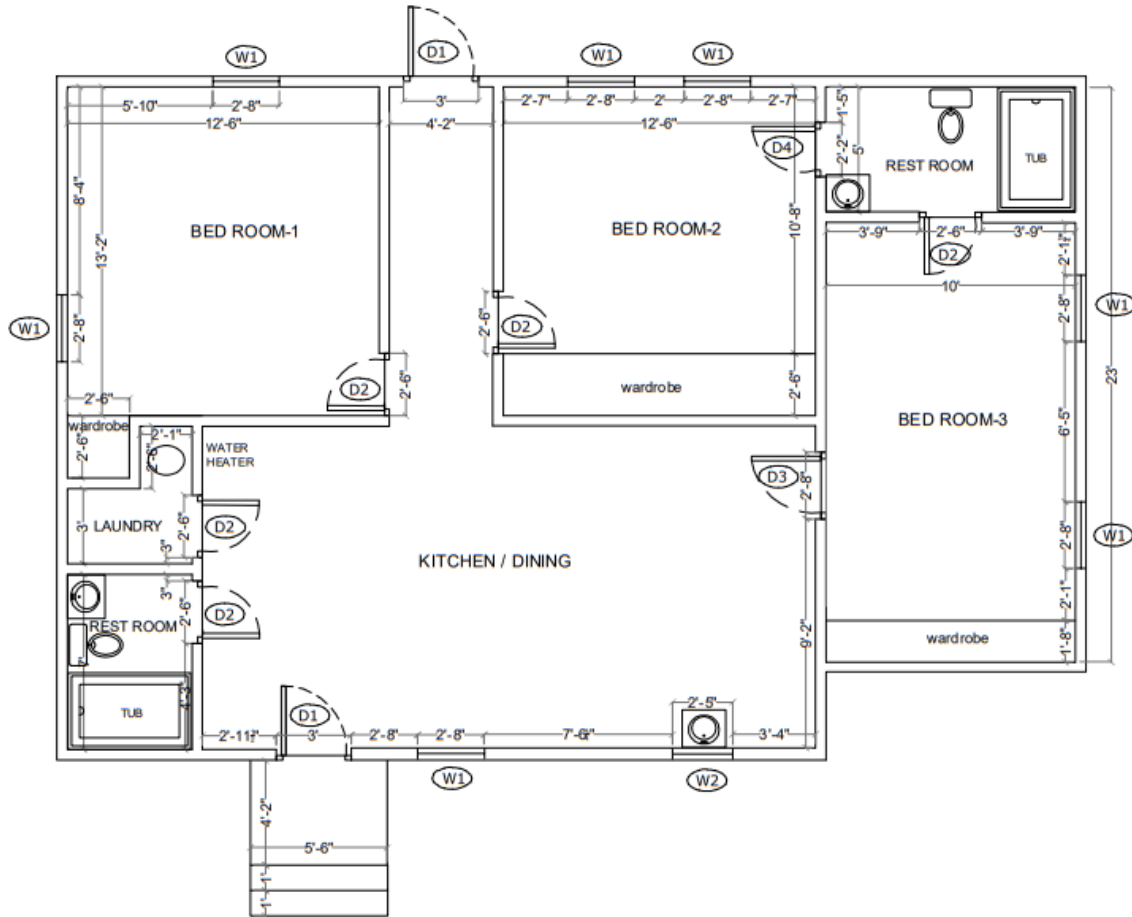 D1
W1
W1
W1
5'-10"
2'-8"
3'
2'-7"
2'-8"
2'
2'-8"
2'-7"
1'-5"
12'-6"
4'-2"
12'-6"
D4
2'-2"
5'
REST ROOM
TUB
8'-4"
13'-2"
BED ROOM-1
BED ROOM-2
10'-8"
3'-9"
2'-6"
3'-9"
D2
2'-1"
10'
W1
2'-8"
W1
2'-8"
2'-6"
D2
D2
2'-6"
wardrobe
2'-6"
23'
2'-6"
wardrobe
2'-6"
2'-1"
2'-6"
WATER
HEATER
BED ROOM-3
6'-5"
D3
2'-8"
LAUNDRY
3'
2'-6"
3"
D2
KITCHEN / DINING
2'-8"
W1
3"
2'-6"
D2
REST ROOM
7'
2'-1"
9'-2"
wardrobe
1'-8"
4'-3"
TUB
D1
2'-5"
3'
2'-8"
2'-8"
3'-4"
W1
W2
4'-2"
5'-6"
1'
1'